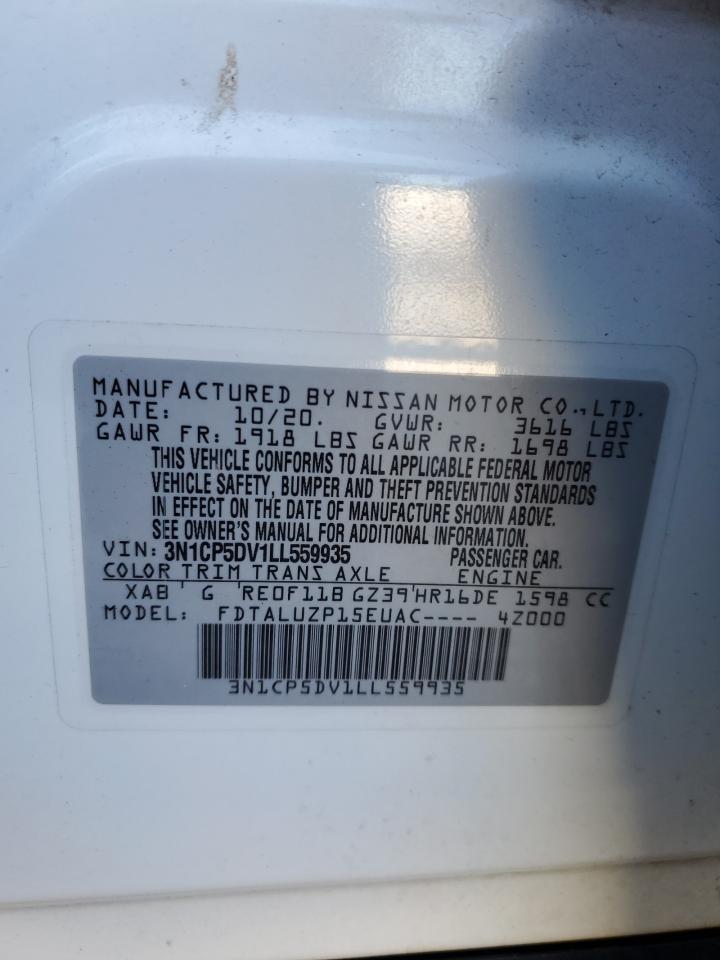 MANUFACTURED BY NISSAN MOTOR CO., LTD.
DATE: 10/20. GVWR: 3616 LBS
GAWR FR: 1918 LBS GAWR RR: 1698 LBS
THIS VEHICLE CONFORMS TO ALL APPLICABLE FEDERAL MOTOR
VEHICLE SAFETY, BUMPER AND THEFT PREVENTION STANDARDS
IN EFFECT ON THE DATE OF MANUFACTURE SHOWN ABOVE.
SEE OWNER'S MANUAL FOR ADDITIONAL INFORMATION.
VIN: 3N1CP5DV1LL559935 PASSENGER CAR.
COLOR TRIM TRANS AXLE ENGINE
XAB ' G 'RE0F11B GZ39'HR16DE 1598 CC
MODEL: FDTALUZP15EUAC---- 4Z000
3N1CP5DV1LL559935